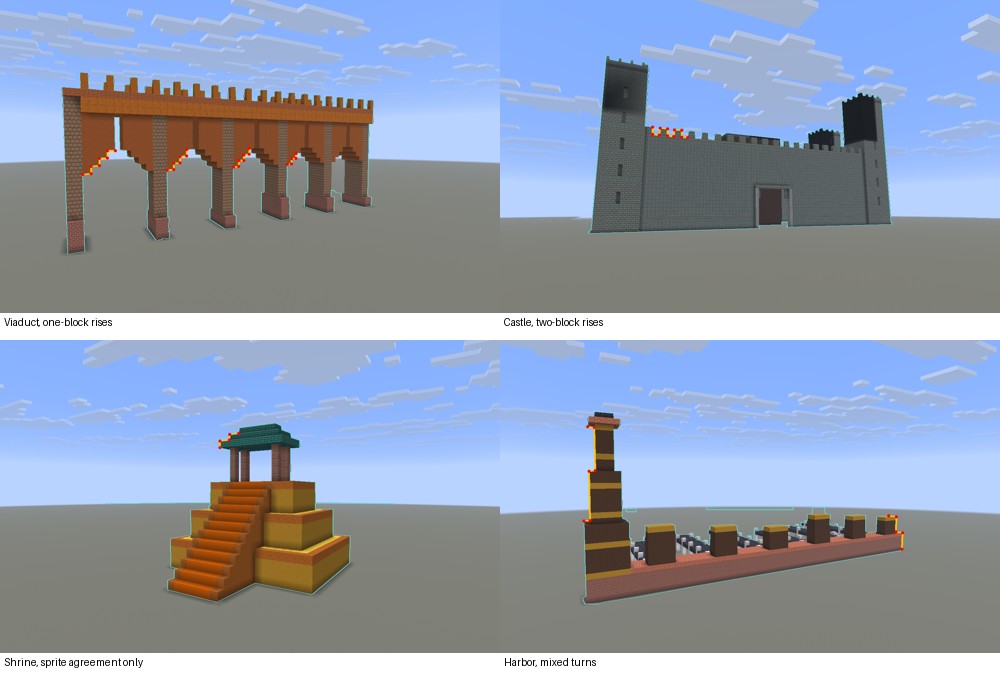 Viaduct, one-block rises
Castle, two-block rises
Shrine, sprite agreement only
Harbor, mixed turns